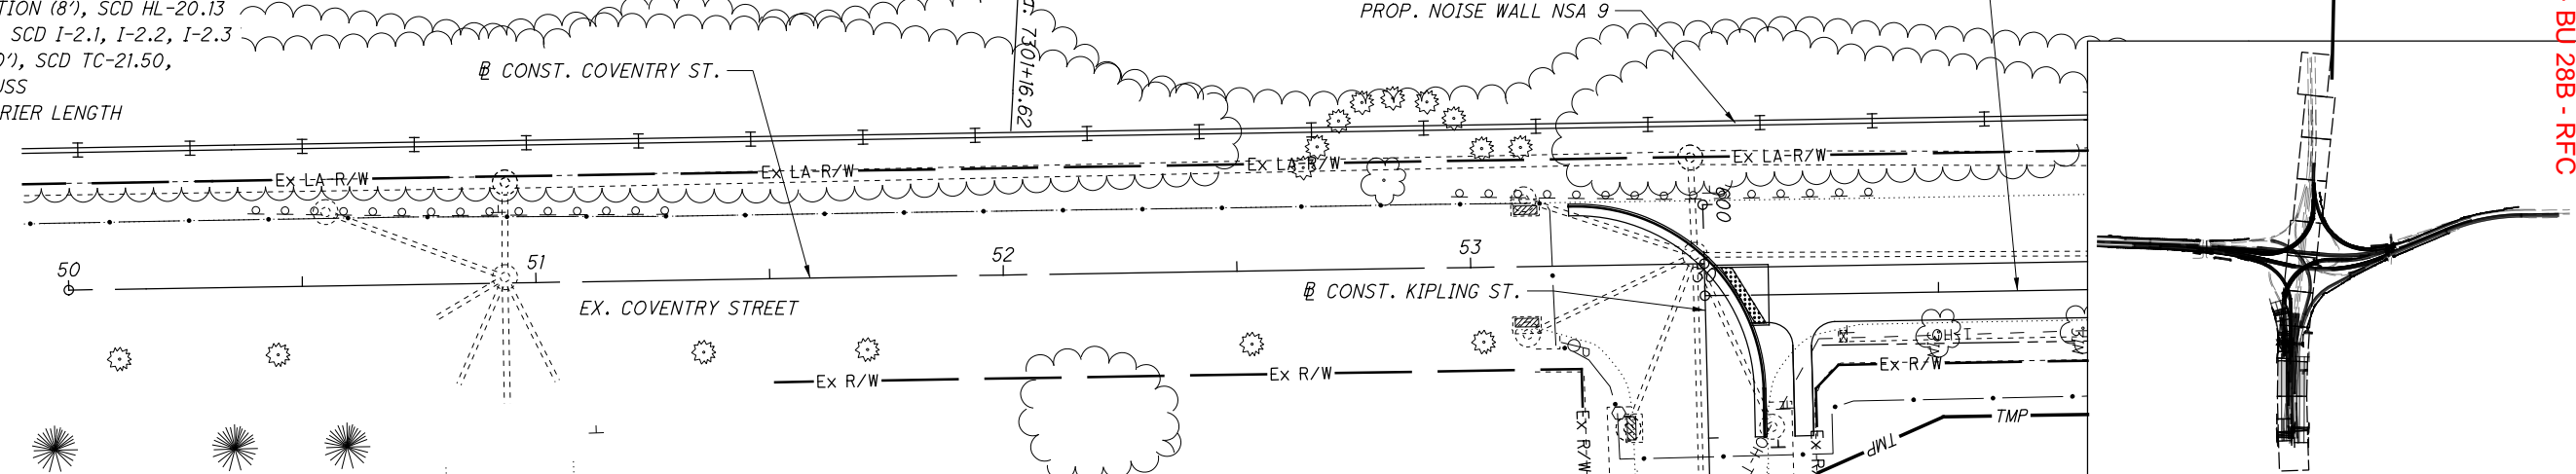 TION (8'), SCD HL-20.13
SCD I-2.1, I-2.2, I-2.3
0'), SCD TC-21.50,
USS
RIER LENGTH
℄ CONST. COVENTRY ST.
7301+16.62
PROP. NOISE WALL NSA 9
BU 28B - RFC
Ex LA-R/W
Ex LA-R/W
Ex LA-R/W
Ex LA-R/W
50
51
52
53
700
EX. COVENTRY STREET
℄ CONST. KIPLING ST.
Ex R/W
Ex R/W
Ex R/W
Ex R/W
TMP
TMP